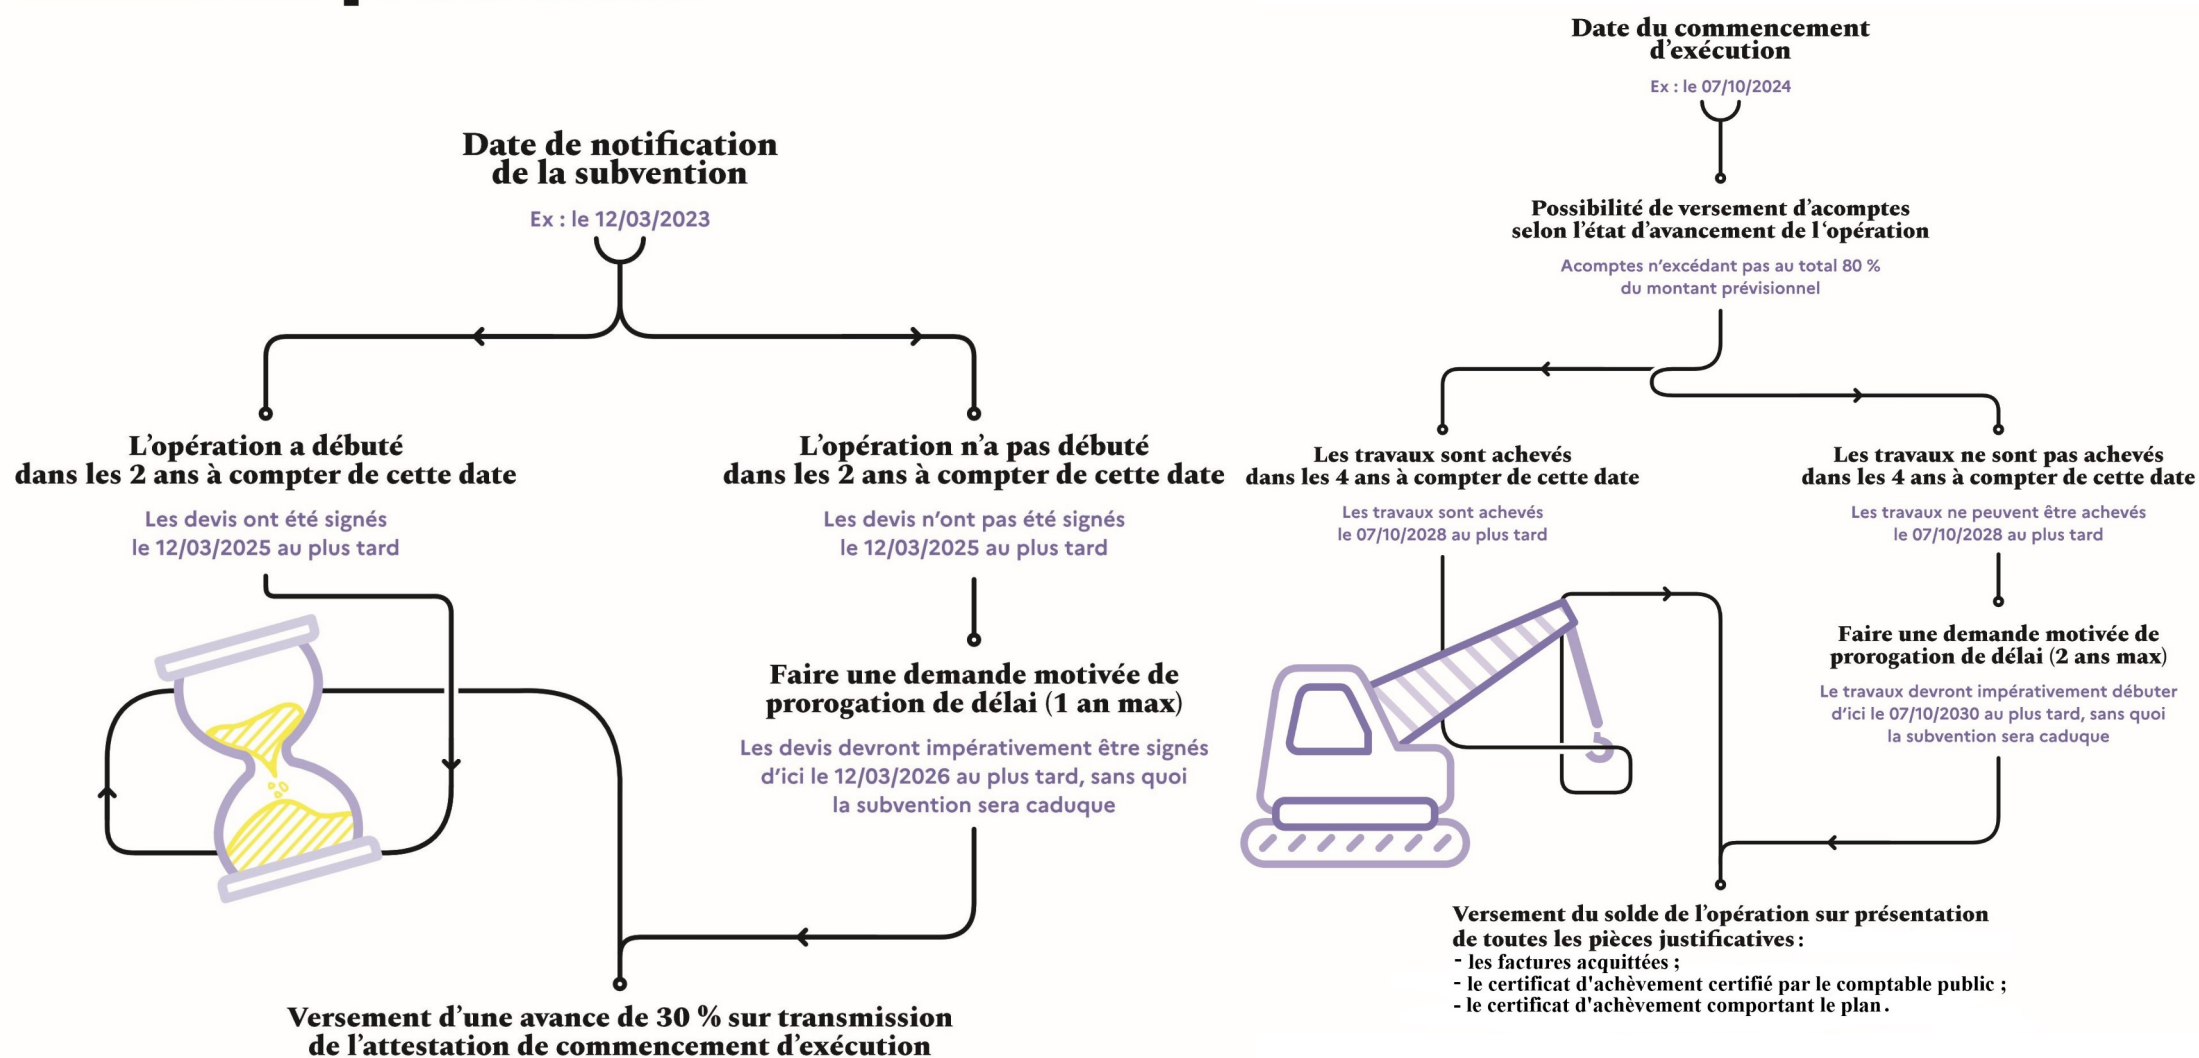 Date de notification
de la subvention
Ex : le 12/03/2023
L’opération a débuté
dans les 2 ans à compter de cette date
Les devis ont été signés
le 12/03/2025 au plus tard
L’opération n’a pas débuté
dans les 2 ans à compter de cette date
Les devis n’ont pas été signés
le 12/03/2025 au plus tard
Faire une demande motivée de
prorogation de délai (1 an max)
Les devis devront impérativement être signés
d’ici le 12/03/2026 au plus tard, sans quoi
la subvention sera caduque
Versement d’une avance de 30 % sur transmission
de l’attestation de commencement d’exécution
Date du commencement
d’exécution
Ex : le 07/10/2024
Possibilité de versement d’acomptes
selon l’état d’avancement de l‘opération
Acomptes n’excédant pas au total 80 %
du montant prévisionnel
Les travaux sont achevés
dans les 4 ans à compter de cette date
Les travaux sont achevés
le 07/10/2028 au plus tard
Les travaux ne sont pas achevés
dans les 4 ans à compter de cette date
Les travaux ne peuvent être achevés
le 07/10/2028 au plus tard
Faire une demande motivée de
prorogation de délai (2 ans max)
Le travaux devront impérativement débuter
d’ici le 07/10/2030 au plus tard, sans quoi
la subvention sera caduque
Versement du solde de l’opération sur présentation
de toutes les pièces justificatives :
- les factures acquittées ;
- le certificat d'achèvement certifié par le comptable public ;
- le certificat d'achèvement comportant le plan .